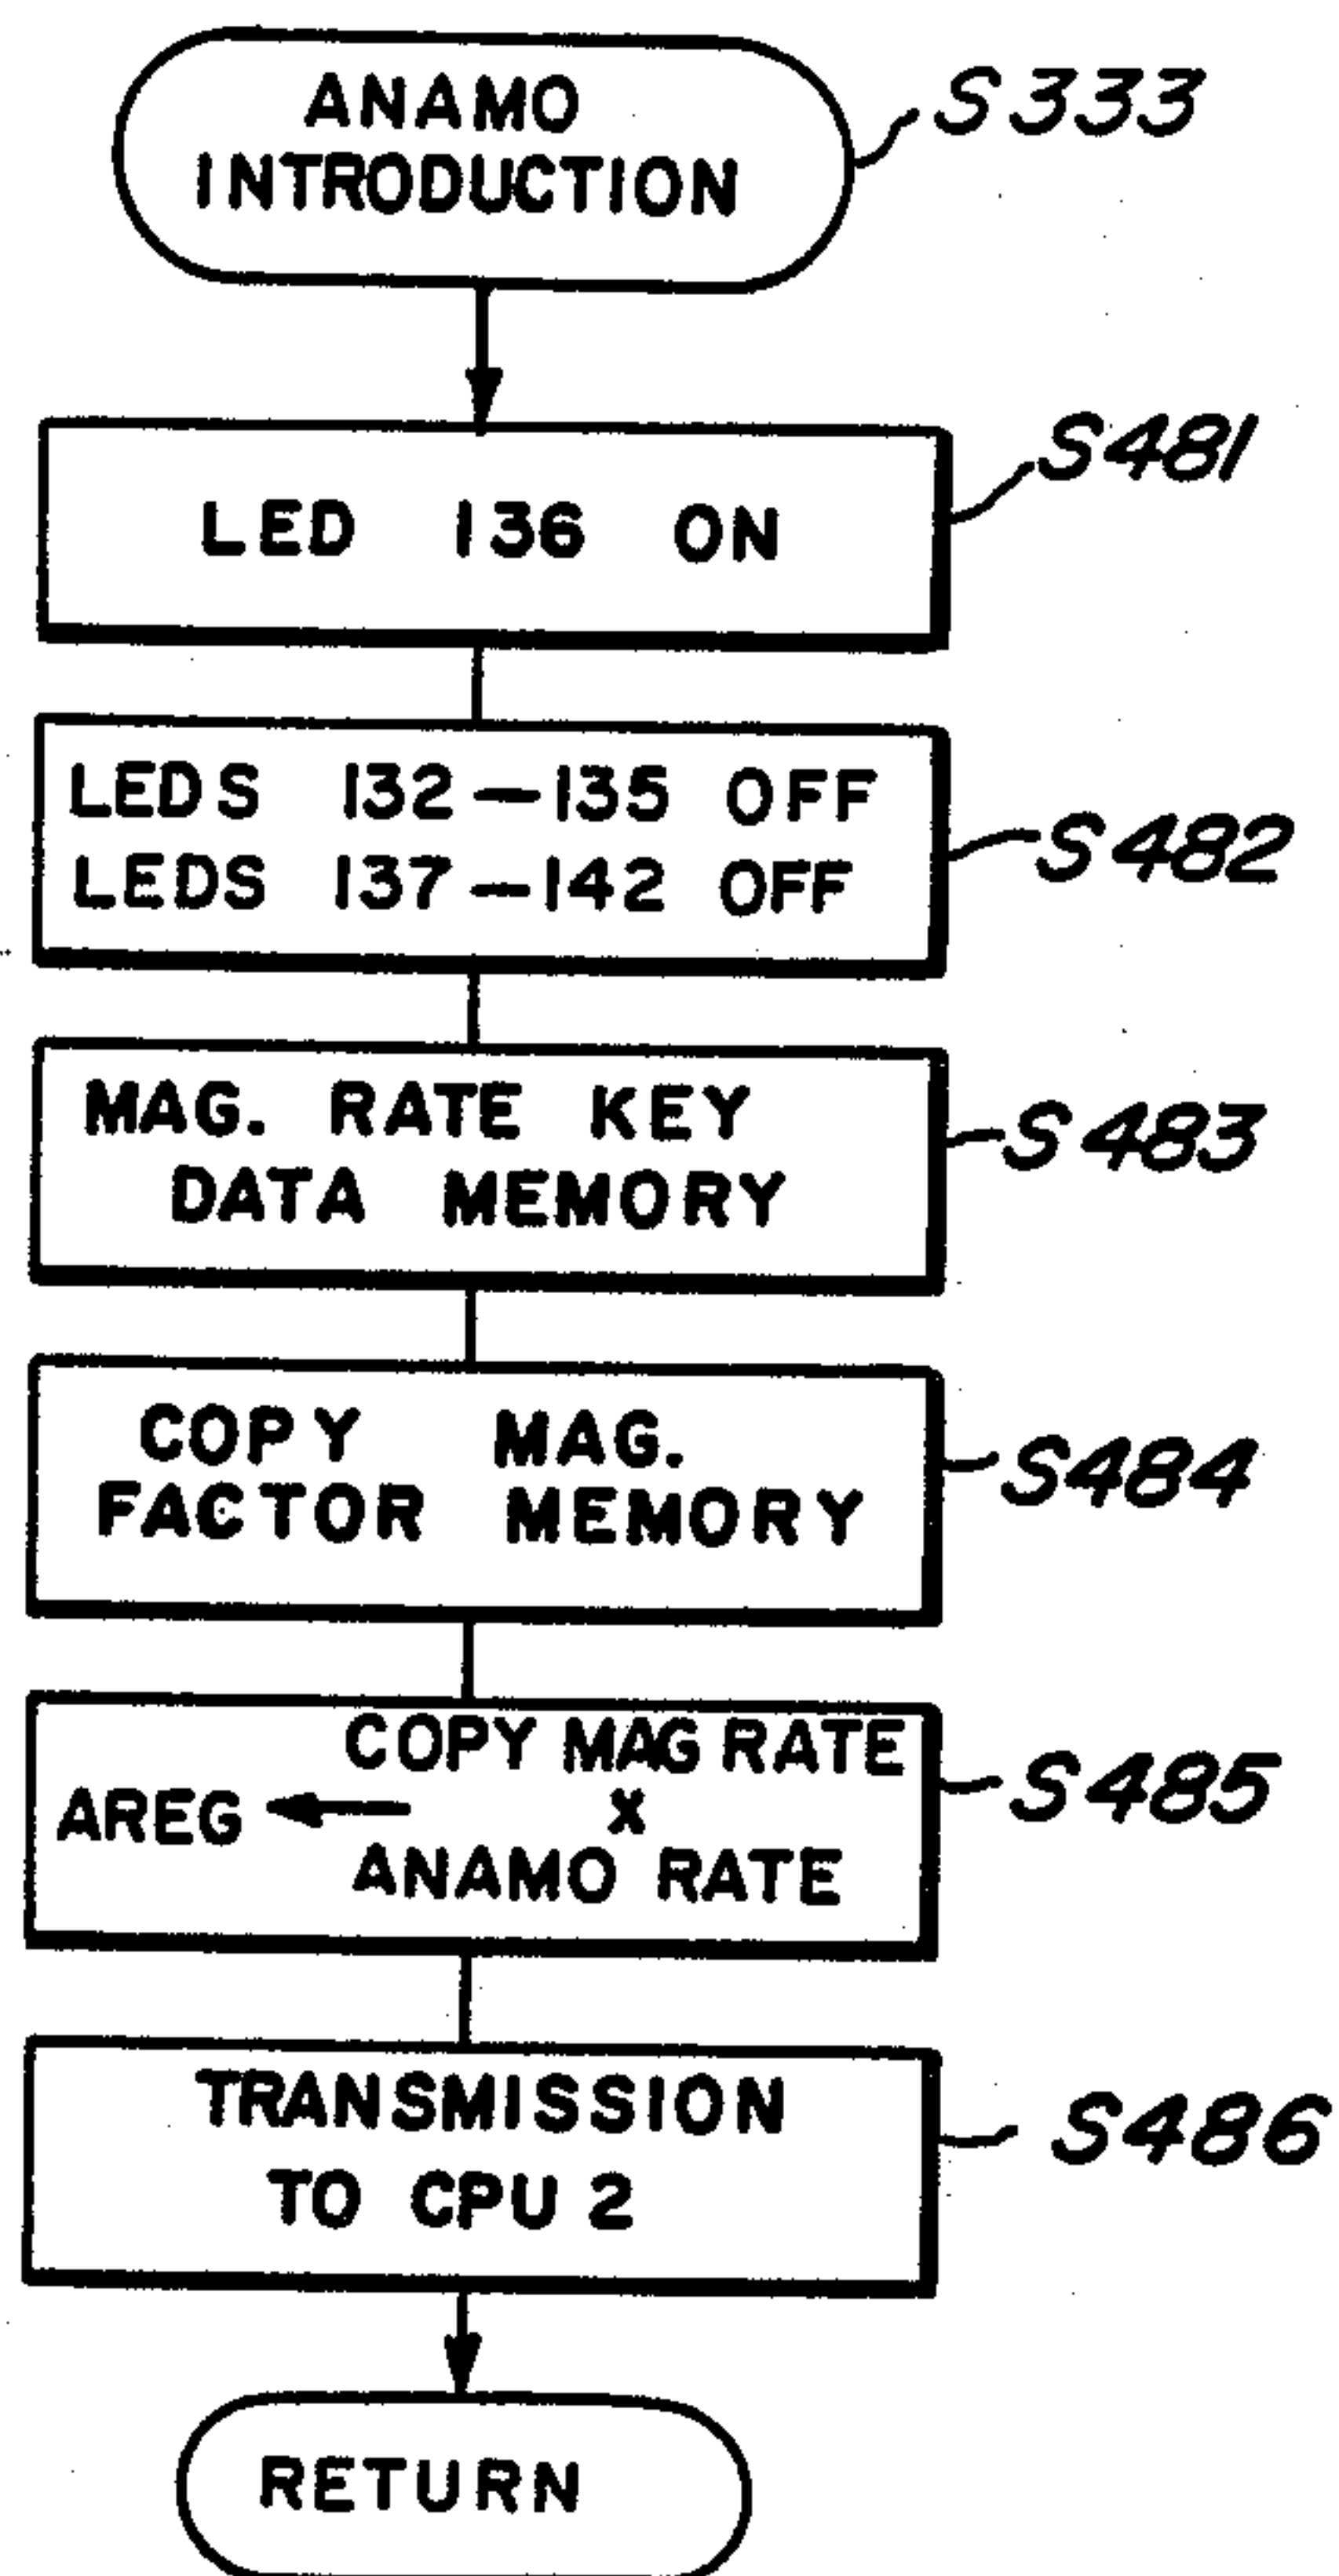 ANAMO
INTRODUCTION
S333
LED 136 ON
S481
LEDS 132-135 OFF
LEDS 137-142 OFF
S482
MAG. RATE KEY
DATA MEMORY
S483
COPY MAG.
FACTOR MEMORY
S484
COPY MAG RATE
AREG ← X
ANAMO RATE
S485
TRANSMISSION
TO CPU 2
S486
RETURN